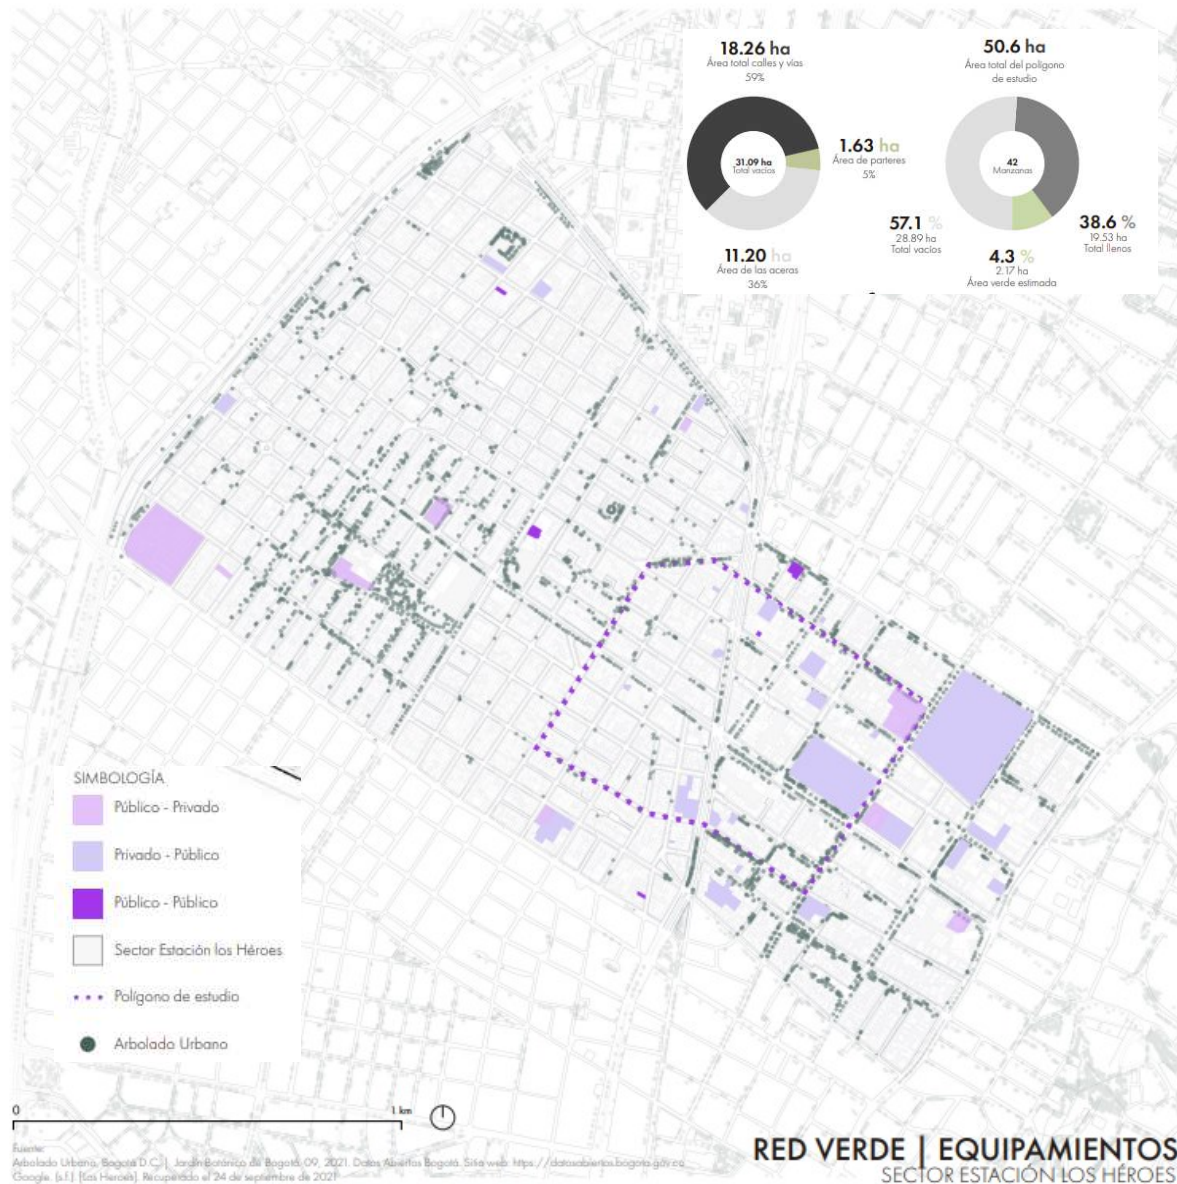 18.26 ha
Área total calles y vías
59%
31.09 ha
Total vacíos
1.63 ha
Área de parteres
5%
11.20 ha
Área de las aceras
36%
50.6 ha
Área total del polígono
de estudio
42
Manzanas
57.1 %
28.89 ha
Total vacíos
4.3 %
2.17 ha
Área verde estimada
38.6 %
19.53 ha
Total llenos
SIMBOLOGÍA
Público - Privado
Privado - Público
Público - Público
Sector Estación los Héroes
Polígono de estudio
Arbolado Urbano
0
1 km
Fuente:
Arbolado Urbano, Bogotá D.C. | Jardín Botánico de Bogotá. 09, 2021. Datos Abiertos Bogotá. Sitio web: https://datosabiertos.bogota.gov.co
Google. (s.f.). [Los Heroes]. Recuperado el 24 de septiembre de 2021
RED VERDE | EQUIPAMIENTOS
SECTOR ESTACIÓN LOS HÉROES